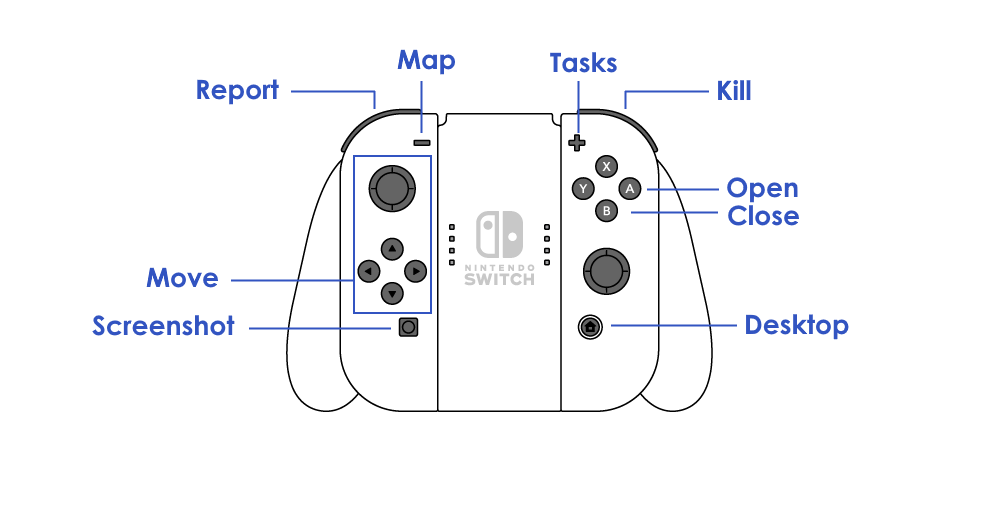 Map
Tasks
Report
Kill
X
Y
A
B
Open
Close
NINTENDO
SWITCH
Move
Screenshot
Desktop